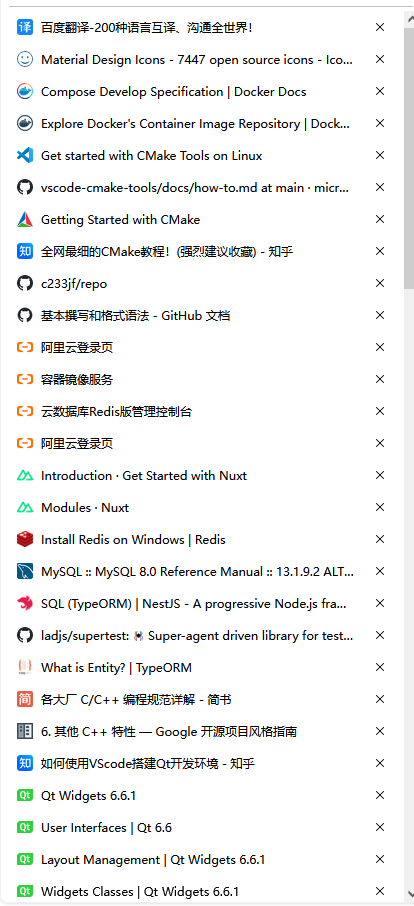 译 百度翻译-200种语言互译、沟通全世界!
Material Design Icons - 7447 open source icons - Ico...
Compose Develop Specification | Docker Docs
Explore Docker's Container Image Repository | Dock...
Get started with CMake Tools on Linux
vscode-cmake-tools/docs/how-to.md at main · micr...
Getting Started with CMake
知 全网最细的CMake教程！(强烈建议收藏) - 知乎
c233jf/repo
基本撰写和格式语法 - GitHub 文档
阿里云登录页
容器镜像服务
云数据库Redis版管理控制台
阿里云登录页
Introduction · Get Started with Nuxt
Modules · Nuxt
Install Redis on Windows | Redis
MySQL :: MySQL 8.0 Reference Manual :: 13.1.9.2 ALT...
SQL (TypeORM) | NestJS - A progressive Node.js fra...
ladjs/supertest: 🕷 Super-agent driven library for test...
What is Entity? | TypeORM
简 各大厂 C/C++ 编程规范详解 - 简书
6. 其他 C++ 特性 — Google 开源项目风格指南
知 如何使用VScode搭建Qt开发环境 - 知乎
Qt Qt Widgets 6.6.1
Qt User Interfaces | Qt 6.6
Qt Layout Management | Qt Widgets 6.6.1
Qt Widgets Classes | Qt Widgets 6.6.1